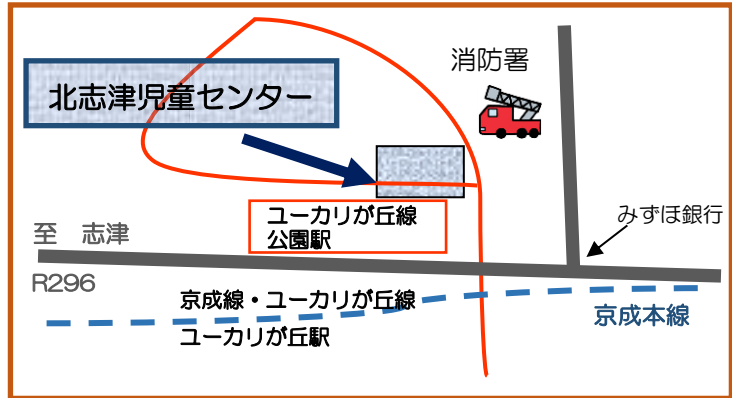 消防署
北志津児童センター
ユーカリが丘線
公園駅
みずほ銀行
至　志津
R296
京成線・ユーカリが丘線
ユーカリが丘駅
京成本線